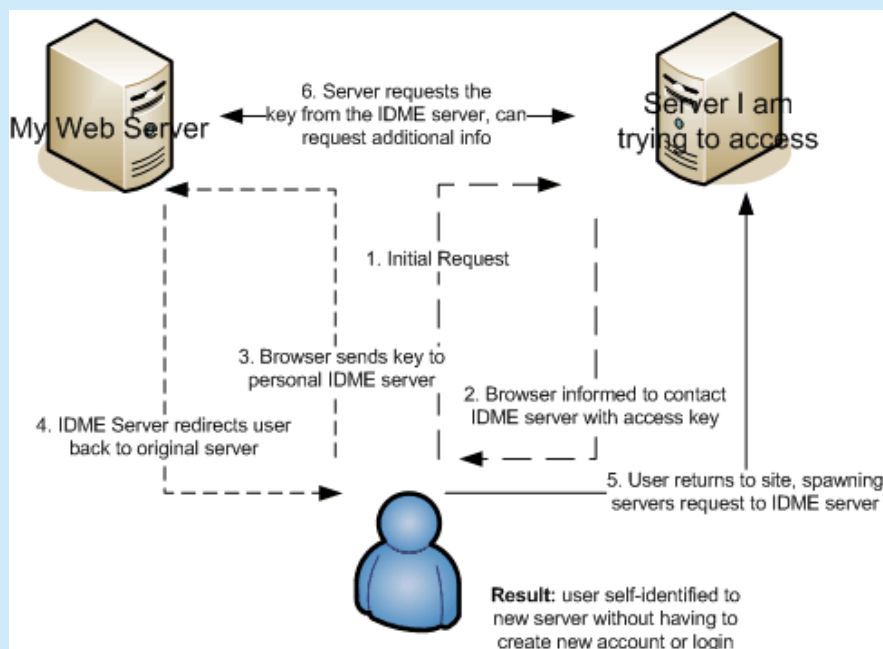 6. Server requests the
key from the IDME server, can
request additional info
My Web Server
Server I am
trying to access
1. Initial Request
3. Browser sends key to
personal IDME server
2. Browser informed to contact
IDME server with access key
4. IDME Server redirects user
back to original server
5. User returns to site, spawning
servers request to IDME server
Result: user self-identified to
new server without having to
create new account or login